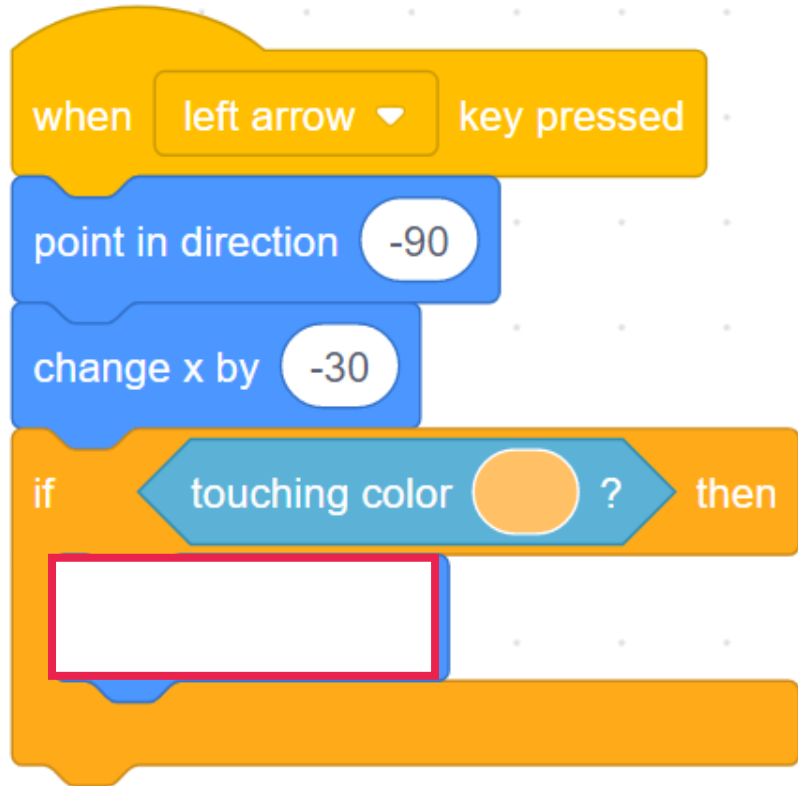 when left arrow key pressed
point in direction -90
change x by -30
if touching color ? then